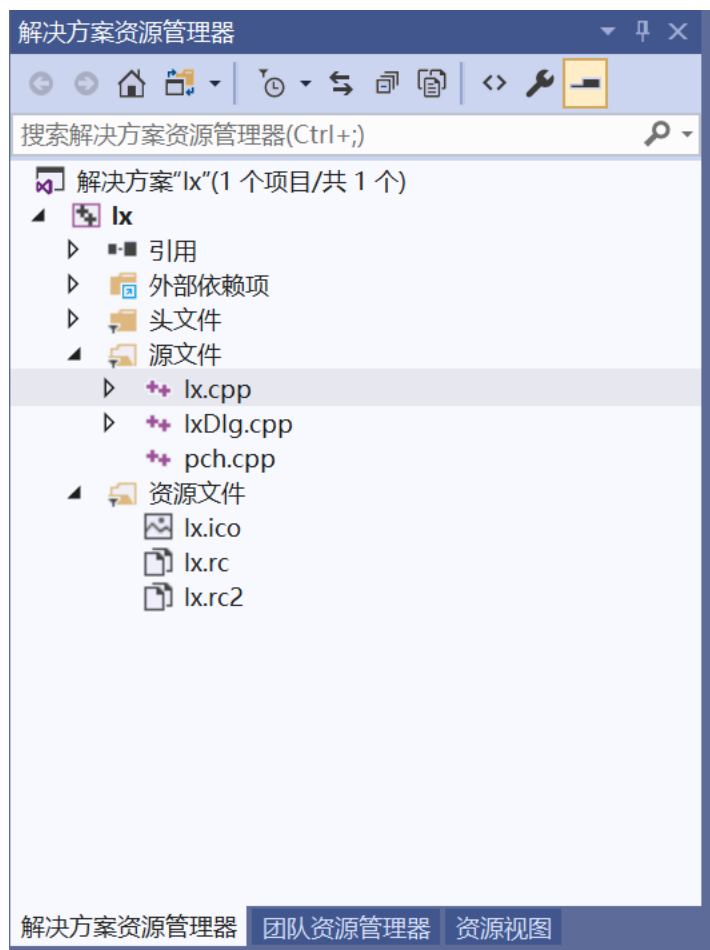 解决方案资源管理器
搜索解决方案资源管理器(Ctrl+;)
解决方案"lx"(1 个项目/共 1 个)
lx
引用
外部依赖项
头文件
源文件
lx.cpp
lxDlg.cpp
pch.cpp
资源文件
lx.ico
lx.rc
lx.rc2
解决方案资源管理器 团队资源管理器 资源视图